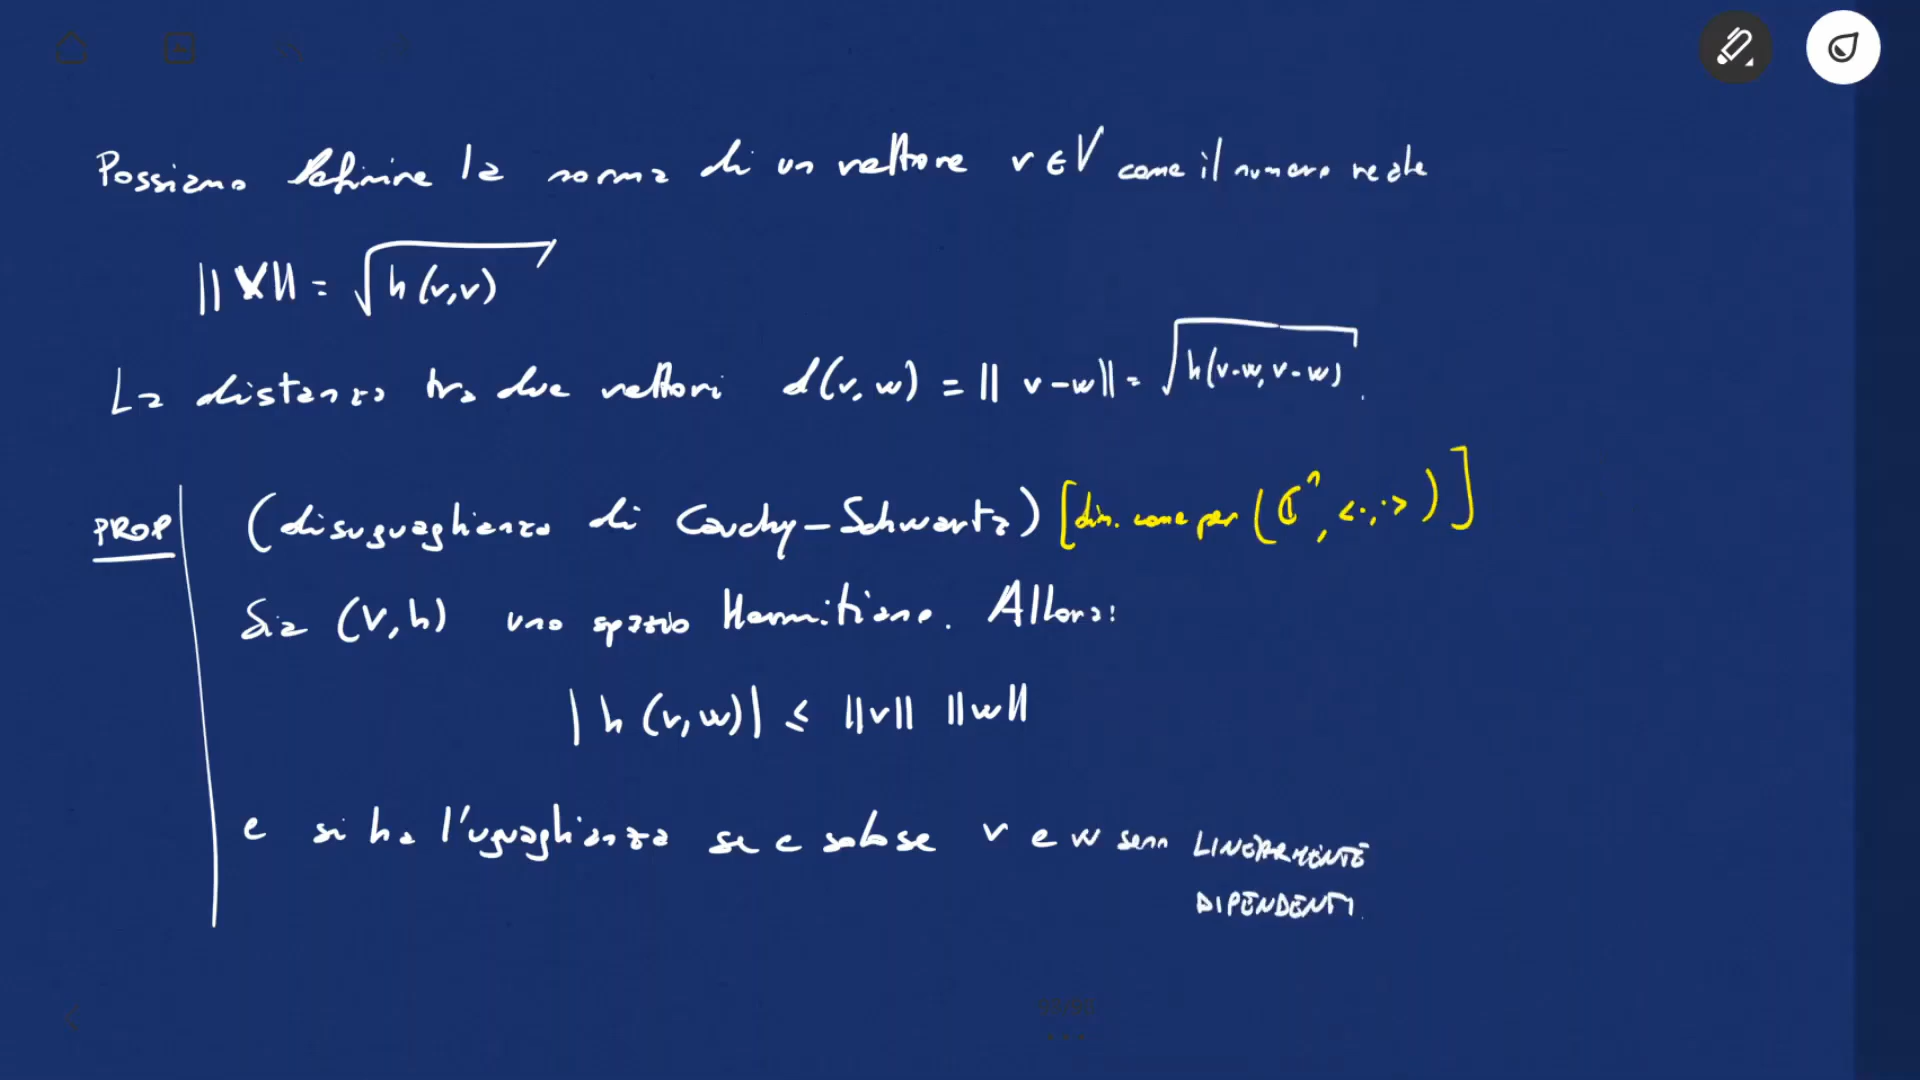 Possiamo definire la norma di un vettore v ∈ V come il numero reale
||v|| = √h(v,v)
La distanza tra due vettori d(v,w) = || v-w || = √h(v-w, v-w).
PROP (disuguaglianza di Cauchy-Schwartz) [dim. come per (ℂⁿ, <·,·>)]
Sia (V,h) uno spazio Hermitiano. Allora:
| h(v,w) | ≤ ||v|| ||w||
e si ha l'uguaglianza se e solo se v e w sono LINEARMENTE
DIPENDENTI.